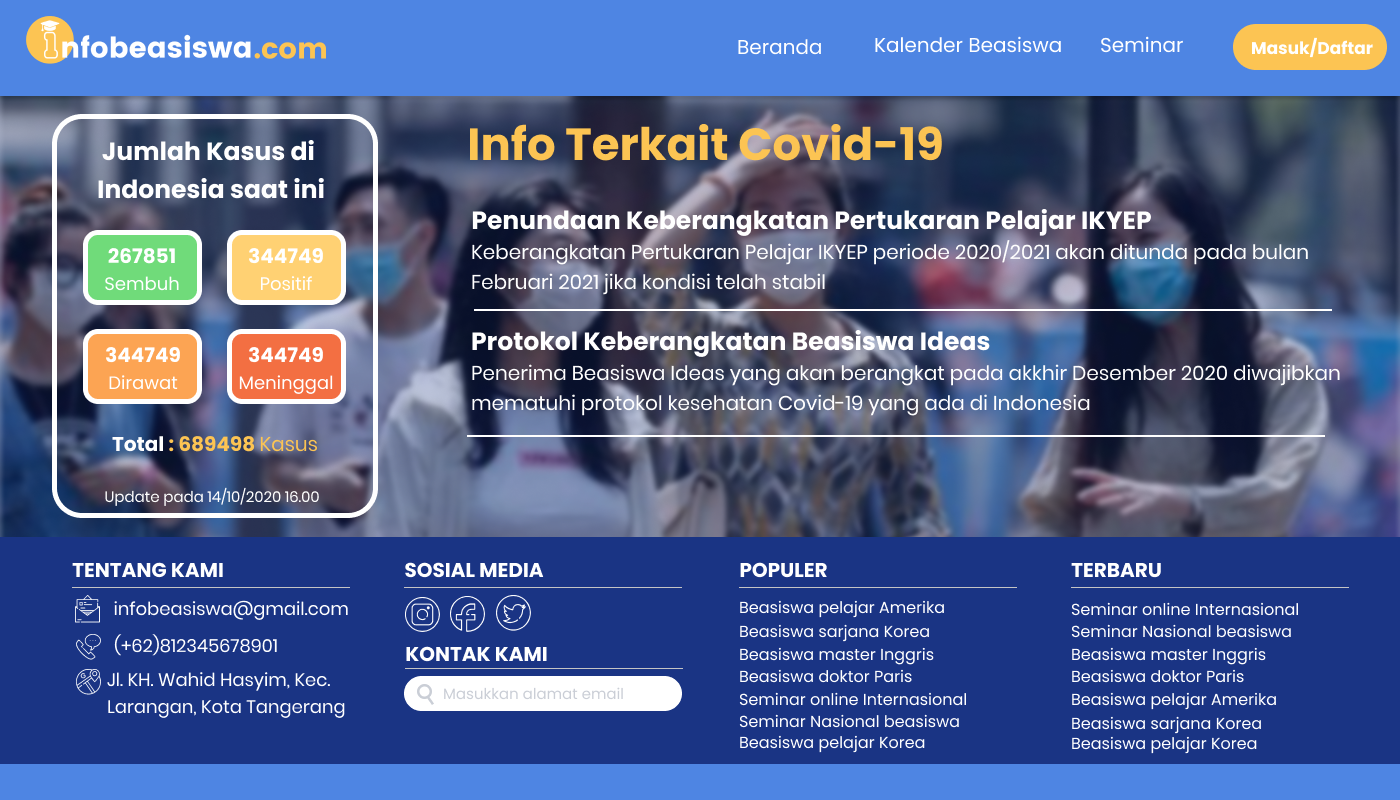 infobeasiswa.com
Beranda
Kalender Beasiswa
Seminar
Masuk/Daftar
Jumlah Kasus di
Indonesia saat ini
267851
Sembuh
344749
Positif
344749
Dirawat
344749
Meninggal
Total : 689498 Kasus
Update pada 14/10/2020 16.00
Info Terkait Covid-19
Penundaan Keberangkatan Pertukaran Pelajar IKYEP
Keberangkatan Pertukaran Pelajar IKYEP periode 2020/2021 akan ditunda pada bulan
Februari 2021 jika kondisi telah stabil
Protokol Keberangkatan Beasiswa Ideas
Penerima Beasiswa Ideas yang akan berangkat pada akkhir Desember 2020 diwajibkan
mematuhi protokol kesehatan Covid-19 yang ada di Indonesia
TENTANG KAMI
infobeasiswa@gmail.com
(+62)812345678901
Jl. KH. Wahid Hasyim, Kec.
Larangan, Kota Tangerang
SOSIAL MEDIA
KONTAK KAMI
Masukkan alamat email
POPULER
Beasiswa pelajar Amerika
Beasiswa sarjana Korea
Beasiswa master Inggris
Beasiswa doktor Paris
Seminar online Internasional
Seminar Nasional beasiswa
Beasiswa pelajar Korea
TERBARU
Seminar online Internasional
Seminar Nasional beasiswa
Beasiswa master Inggris
Beasiswa doktor Paris
Beasiswa pelajar Amerika
Beasiswa sarjana Korea
Beasiswa pelajar Korea